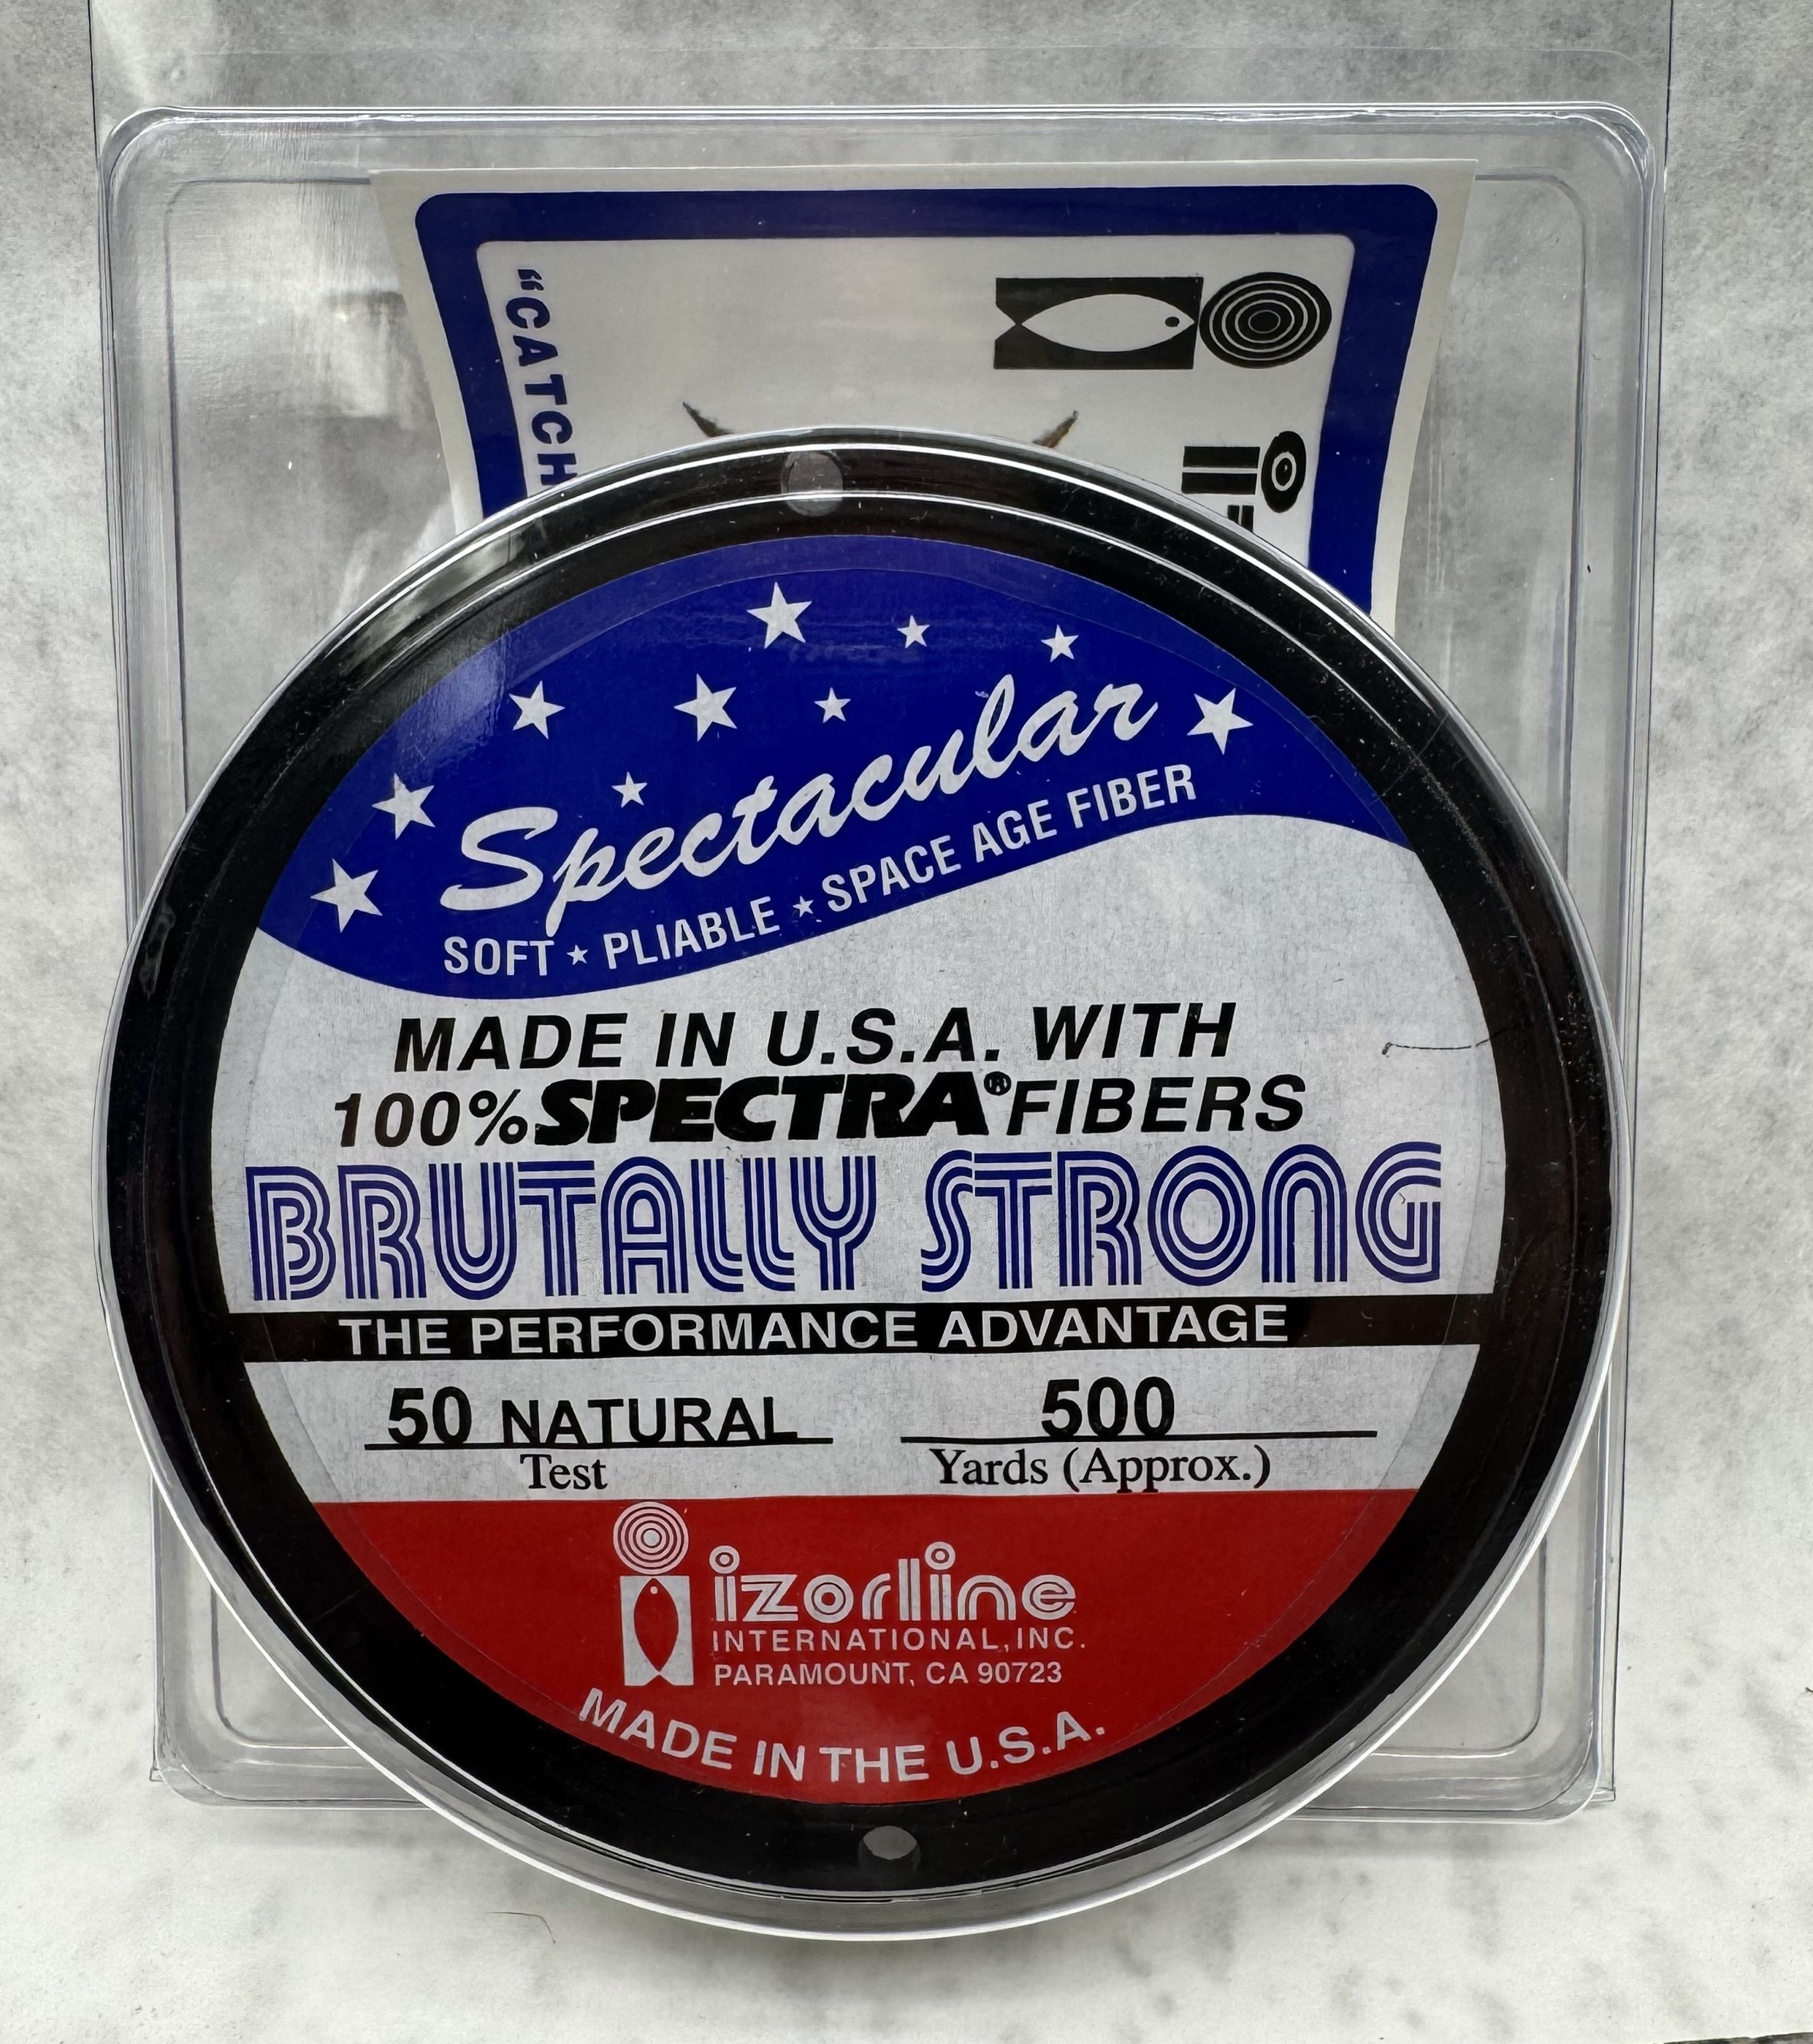 "CATCH
Spectacular
SOFT ★ PLIABLE ★ SPACE AGE FIBER
MADE IN U.S.A. WITH
100% SPECTRA® FIBERS
BRUTALLY STRONG
THE PERFORMANCE ADVANTAGE
50 NATURAL 500
Test Yards (Approx.)
izorline
INTERNATIONAL, INC.
PARAMOUNT, CA 90723
MADE IN THE U.S.A.